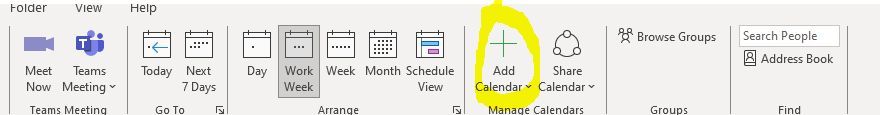 Folder View Help
Meet Now
Teams Meeting
Today
Next 7 Days
Day
Work Week
Week
Month
Schedule View
Add Calendar
Share Calendar
Browse Groups
Search People
Address Book
Teams Meeting
Go To
Arrange
Manage Calendars
Groups
Find